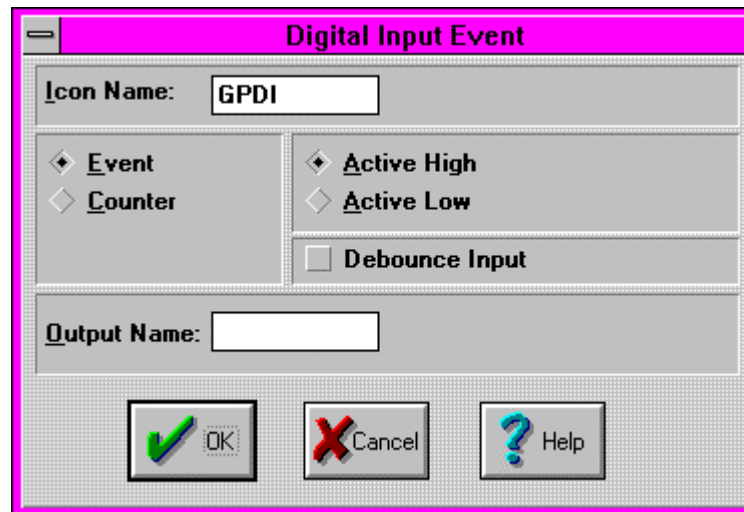 Digital Input Event
Icon Name: GPDI
Event
Counter
Active High
Active Low
Debounce Input
Output Name:
OK
Cancel
Help